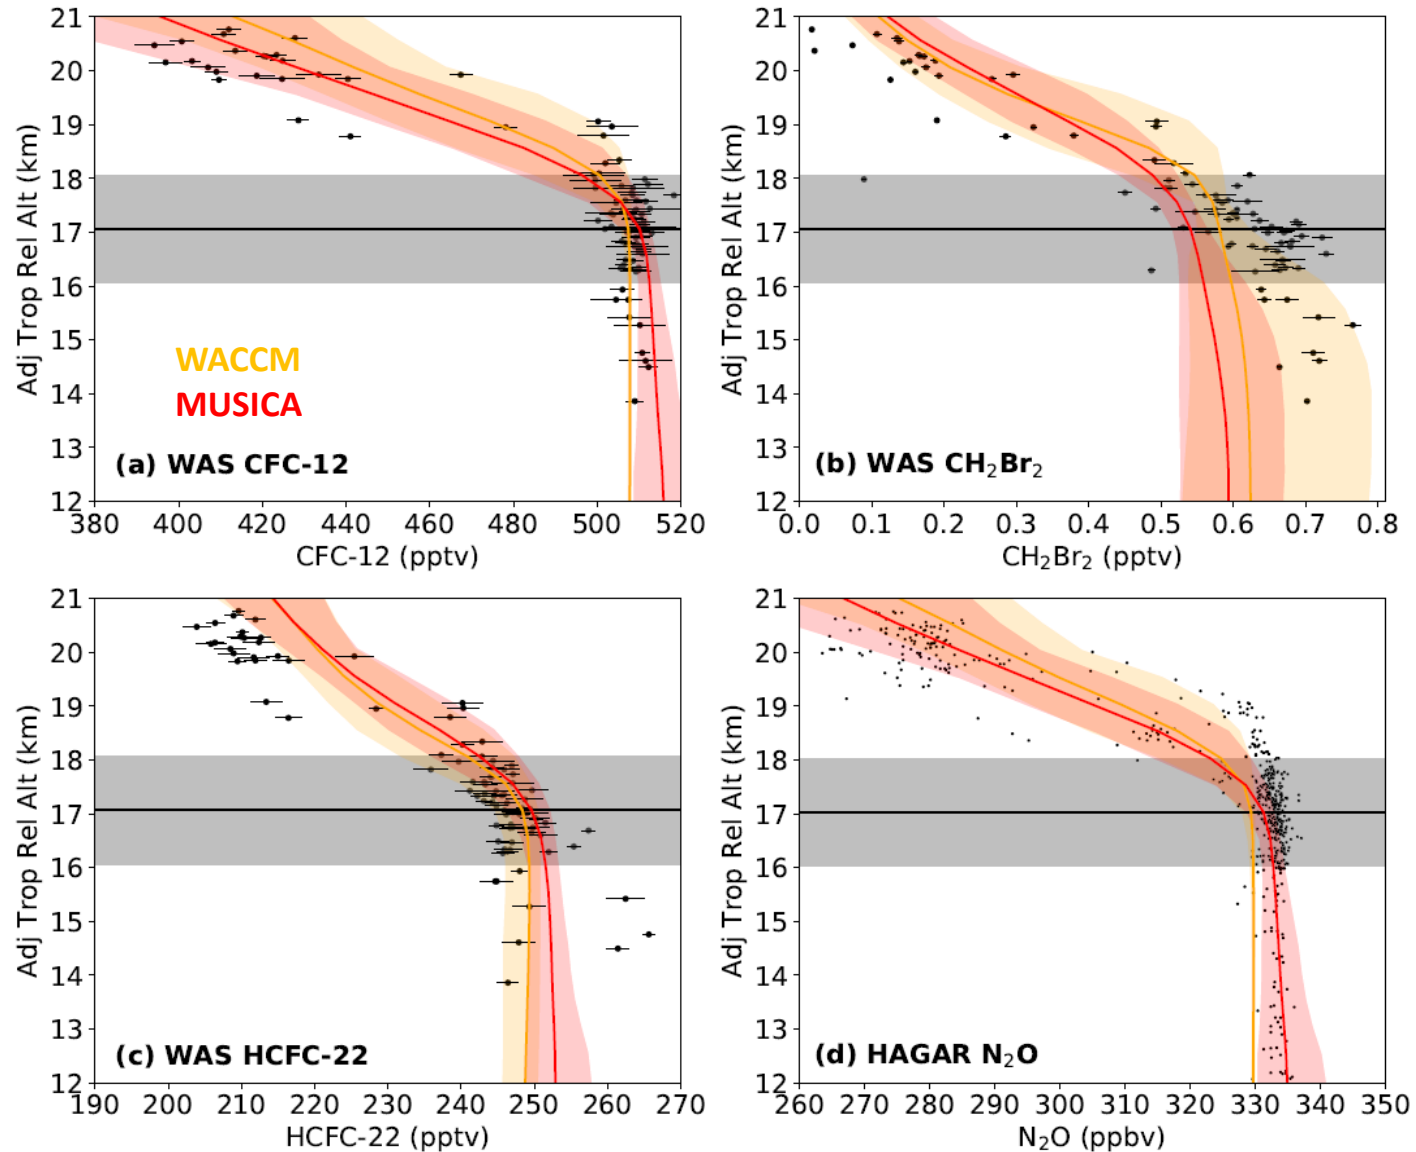 21
20
19
18
17
16
15
14
13
12
Adj Trop Rel Alt (km)
WACCM
MUSICA
(a) WAS CFC-12
380 400 420 440 460 480 500 520
CFC-12 (pptv)
21
20
19
18
17
16
15
14
13
12
Adj Trop Rel Alt (km)
(b) WAS CH₂Br₂
0.0 0.1 0.2 0.3 0.4 0.5 0.6 0.7 0.8
CH₂Br₂ (pptv)
21
20
19
18
17
16
15
14
13
12
Adj Trop Rel Alt (km)
(c) WAS HCFC-22
190 200 210 220 230 240 250 260 270
HCFC-22 (pptv)
21
20
19
18
17
16
15
14
13
12
Adj Trop Rel Alt (km)
(d) HAGAR N₂O
260 270 280 290 300 310 320 330 340 350
N₂O (ppbv)